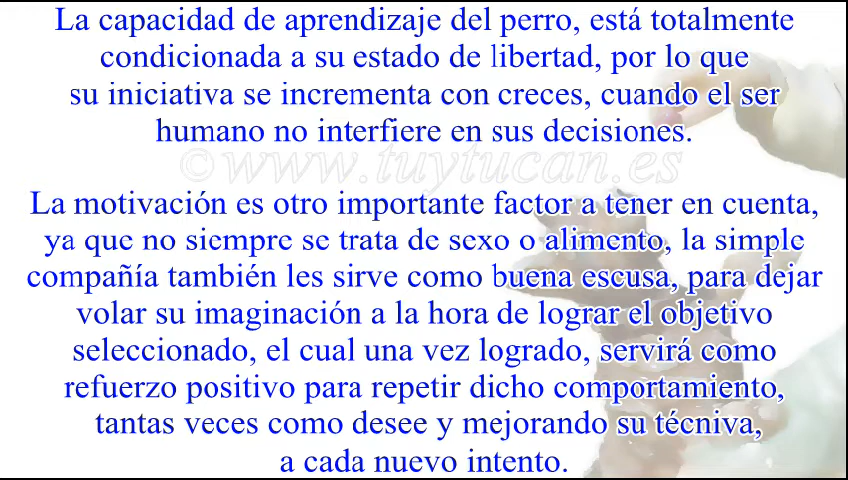 La capacidad de aprendizaje del perro, está totalmente
condicionada a su estado de libertad, por lo que
su iniciativa se incrementa con creces, cuando el ser
humano no interfiere en sus decisiones.
©www.tuytucan.es
La motivación es otro importante factor a tener en cuenta,
ya que no siempre se trata de sexo o alimento, la simple
compañía también les sirve como buena escusa, para dejar
volar su imaginación a la hora de lograr el objetivo
seleccionado, el cual una vez logrado, servirá como
refuerzo positivo para repetir dicho comportamiento,
tantas veces como desee y mejorando su técniva,
a cada nuevo intento.